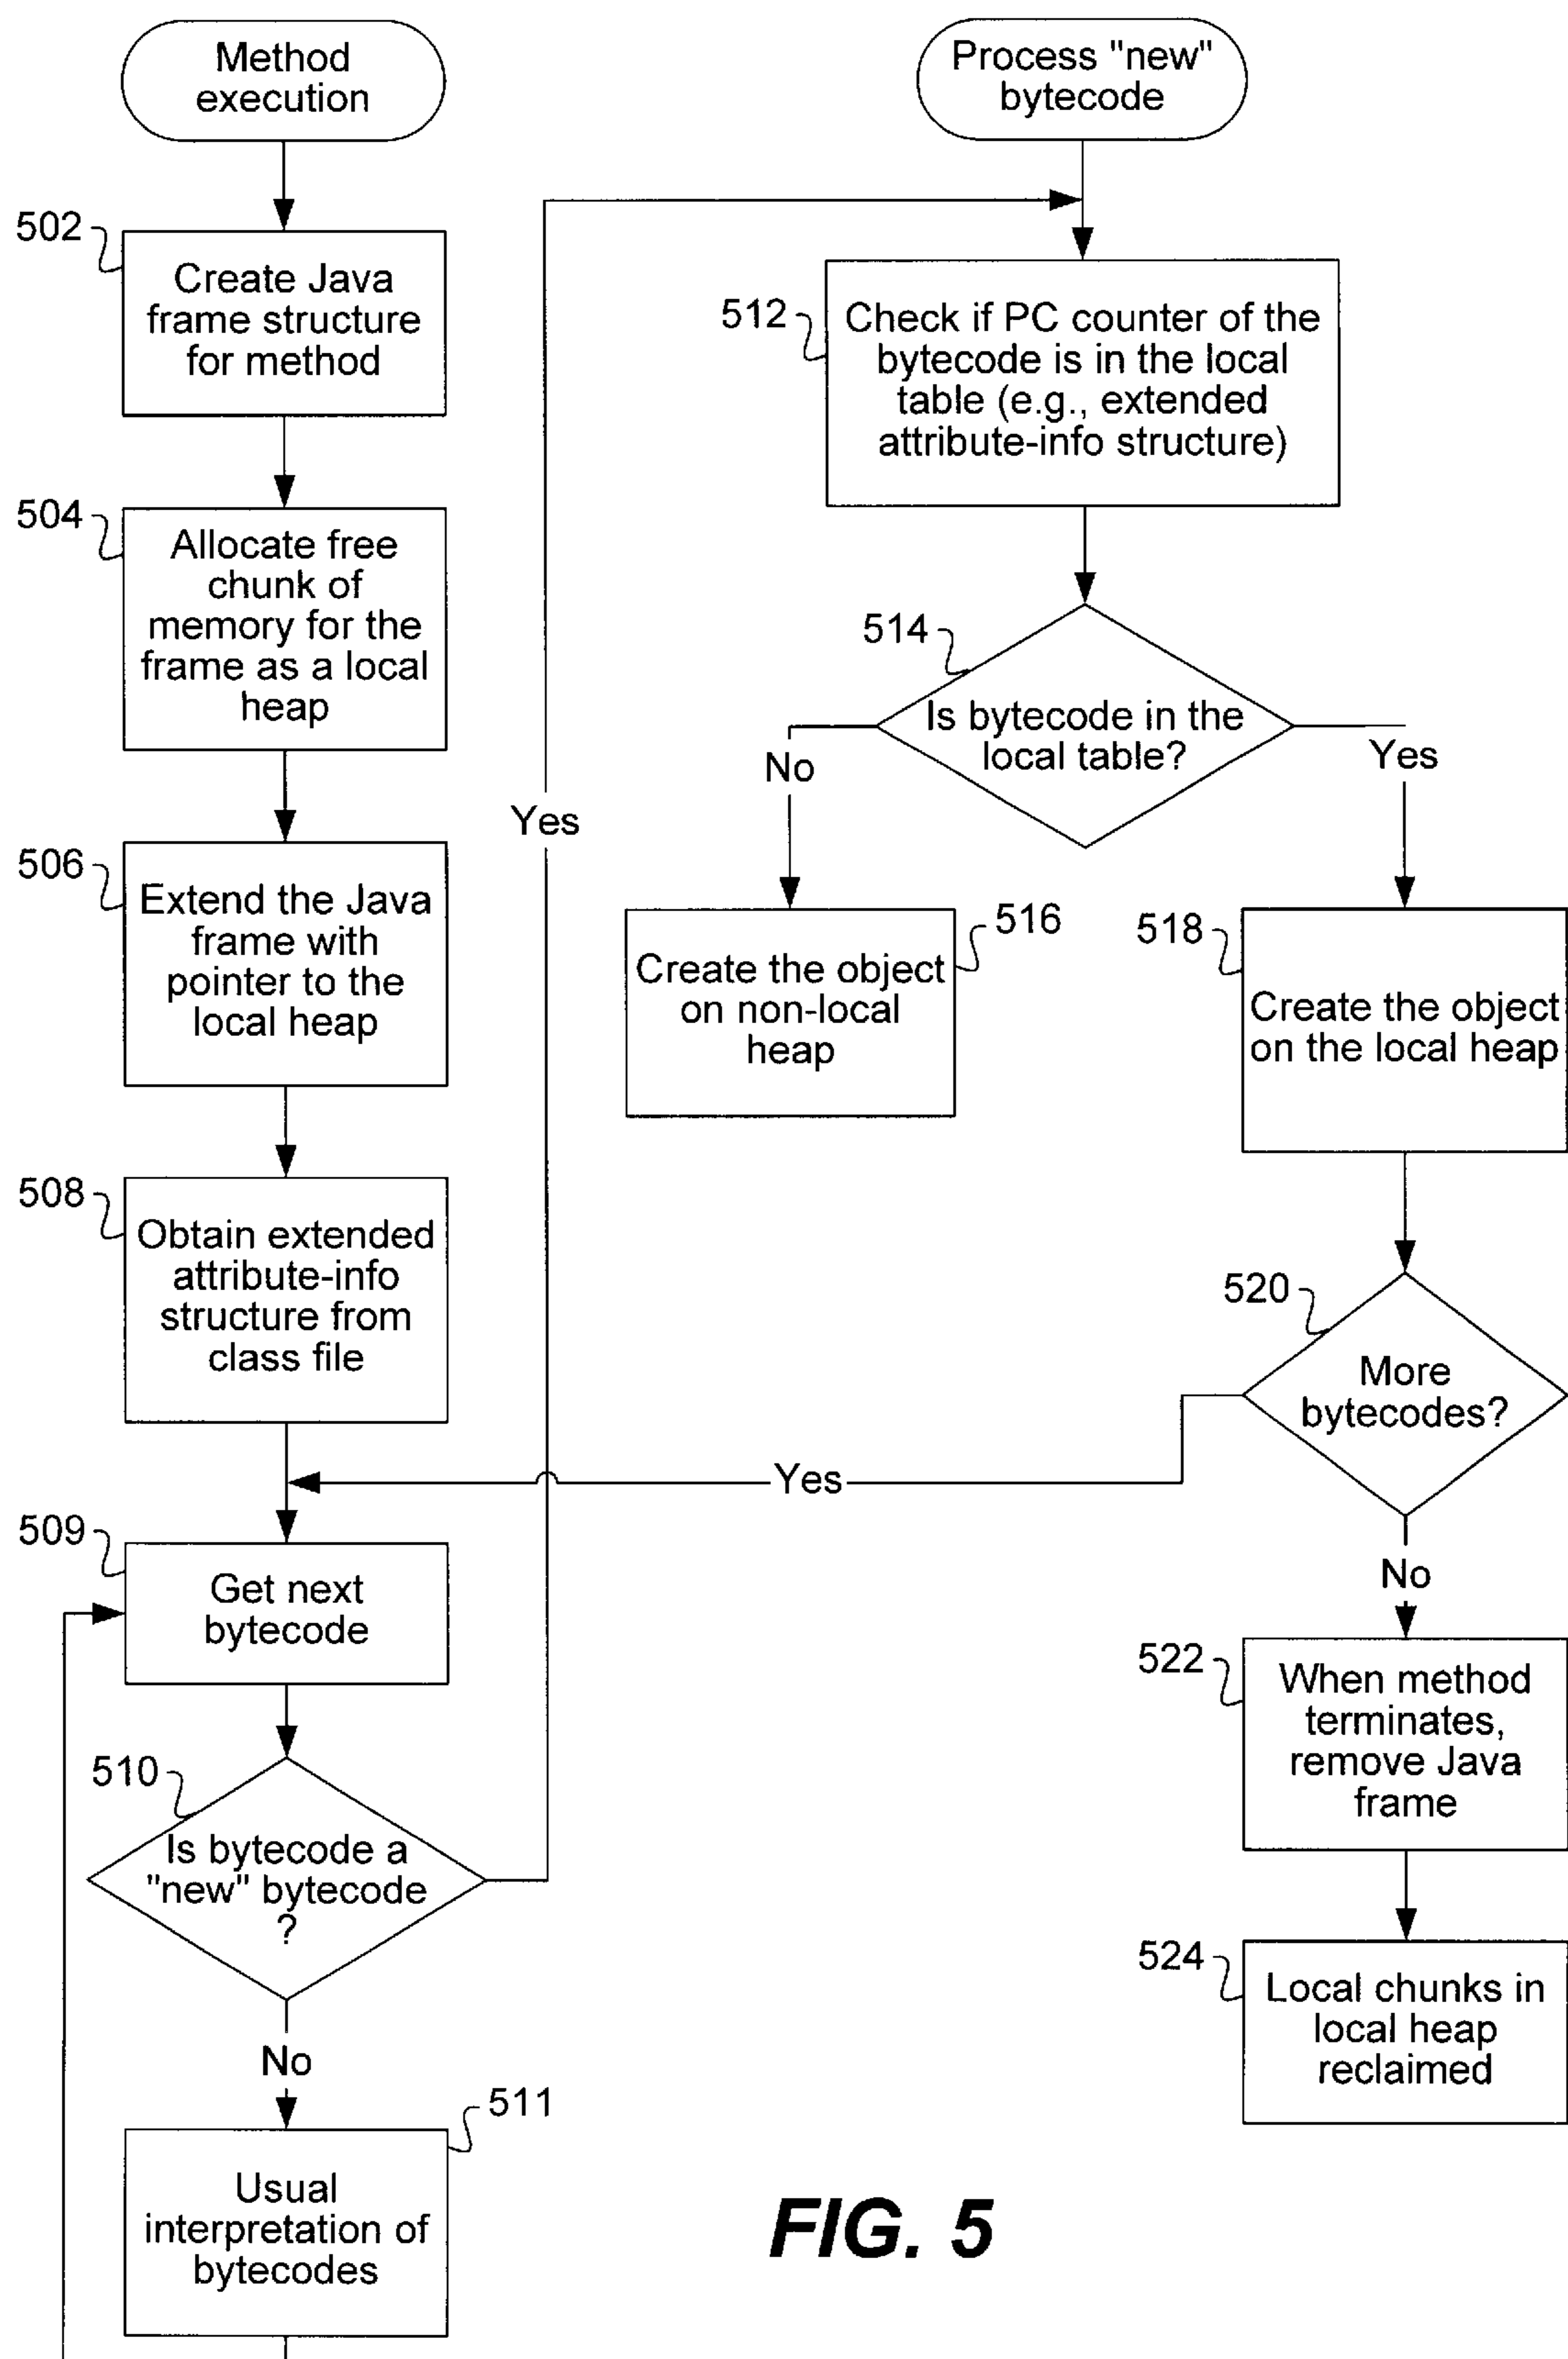 Method
execution
502
Create Java
frame structure
for method
504
Allocate free
chunk of
memory for the
frame as a local
heap
506
Extend the Java
frame with
pointer to the
local heap
508
Obtain extended
attribute-info
structure from
class file
509
Get next
bytecode
510
Is bytecode a
"new" bytecode
?
Yes
No
511
Usual
interpretation of
bytecodes
Process "new"
bytecode
512
Check if PC counter of the
bytecode is in the local
table (e.g., extended
attribute-info structure)
514
Is bytecode in the
local table?
No
Yes
516
Create the object
on non-local
heap
518
Create the object
on the local heap
520
More
bytecodes?
Yes
No
522
When method
terminates,
remove Java
frame
524
Local chunks in
local heap
reclaimed
FIG. 5